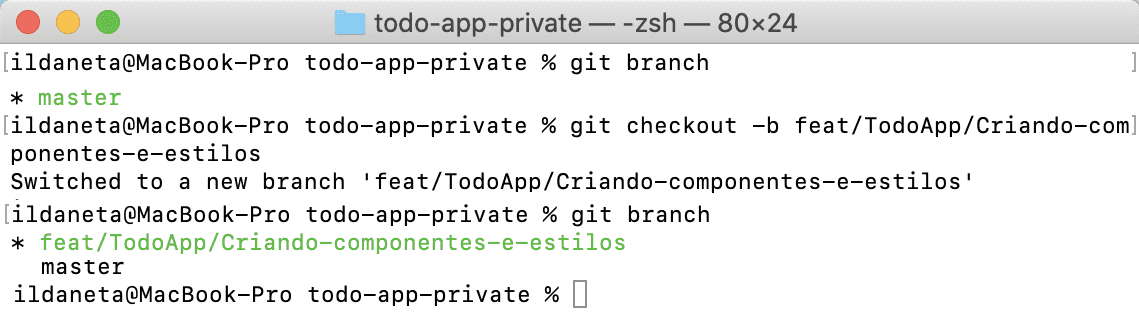 todo-app-private — -zsh — 80×24
[ildaneta@MacBook-Pro todo-app-private % git branch ]
* master
[ildaneta@MacBook-Pro todo-app-private % git checkout -b feat/TodoApp/Criando-com]
ponentes-e-estilos
Switched to a new branch 'feat/TodoApp/Criando-componentes-e-estilos'
[ildaneta@MacBook-Pro todo-app-private % git branch
* feat/TodoApp/Criando-componentes-e-estilos
master
ildaneta@MacBook-Pro todo-app-private %